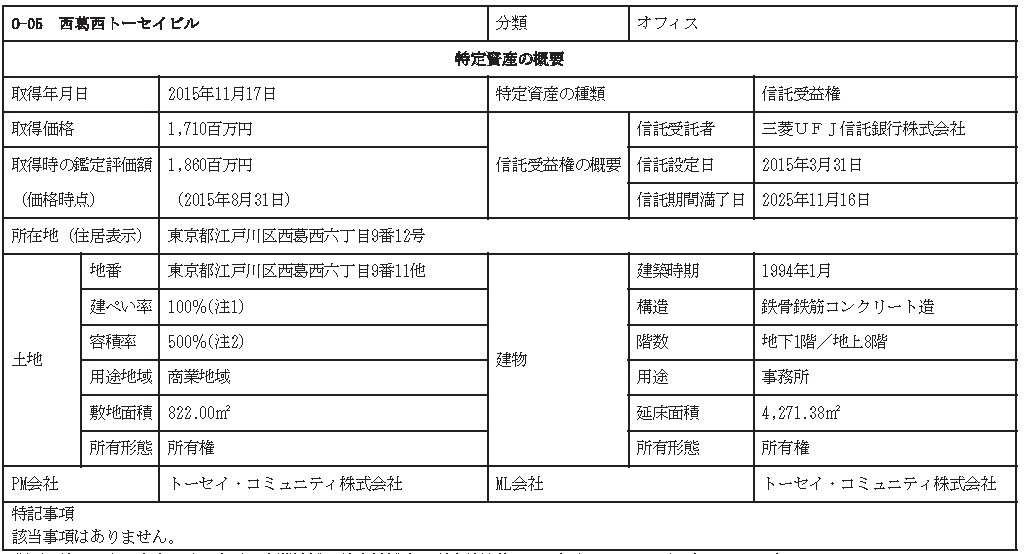 O-05 西葛西トーセイビル 分類 オフィス
特定資産の概要
取得年月日 2015年11月17日 特定資産の種類 信託受益権
取得価格 1,710百万円 信託受益権の概要 信託受託者 三菱UFJ信託銀行株式会社
取得時の鑑定評価額 1,860百万円 信託設定日 2015年3月31日
(価格時点) (2015年8月31日) 信託期間満了日 2025年11月16日
所在地(住居表示) 東京都江戸川区西葛西六丁目9番12号
土地 地番 東京都江戸川区西葛西六丁目9番11他 建物 建築時期 1994年1月
建ぺい率 100%(注1) 構造 鉄骨鉄筋コンクリート造
容積率 500%(注2) 階数 地下1階/地上8階
用途地域 商業地域 用途 事務所
敷地面積 822.00㎡ 延床面積 4,271.38㎡
所有形態 所有権 所有形態 所有権
PM会社 トーセイ・コミュニティ株式会社 ML会社 トーセイ・コミュニティ株式会社
特記事項
該当事項はありません。